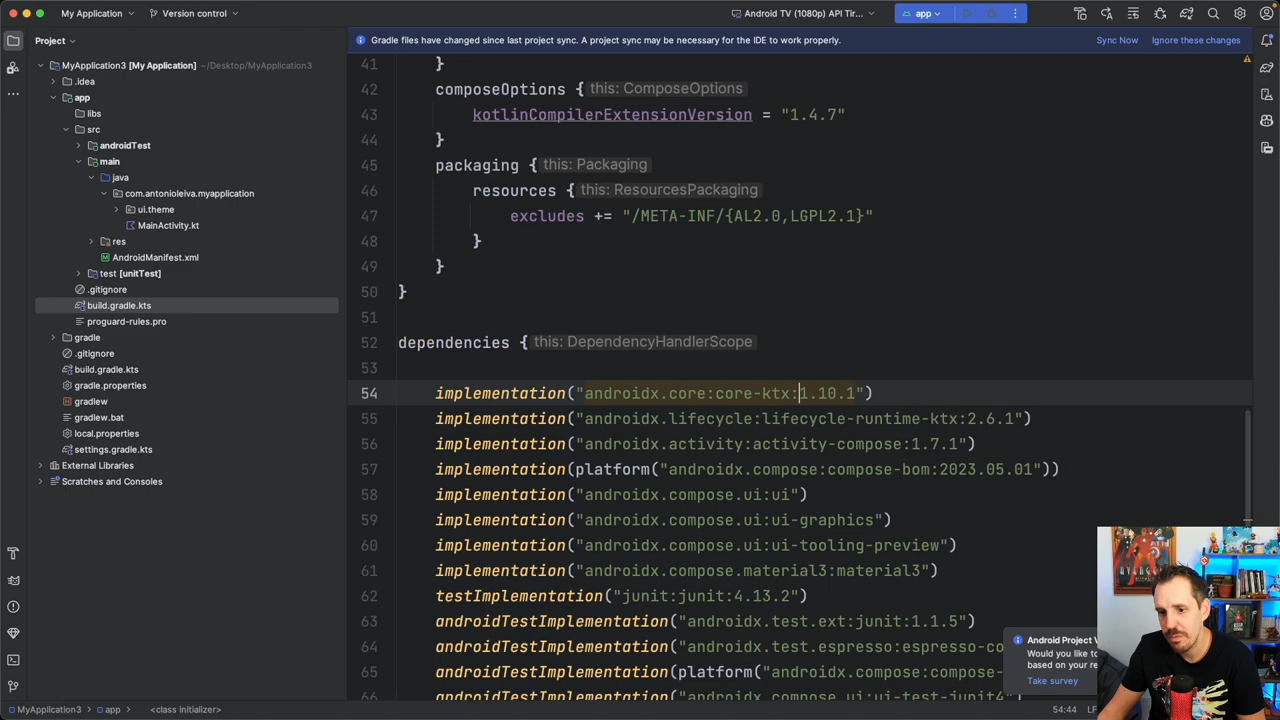 My Application
Version control
Android TV (1080p) API Tir...
app
Project
Gradle files have changed since last project sync. A project sync may be necessary for the IDE to work properly.
Sync Now
Ignore these changes
MyApplication3 [My Application] ~/Desktop/MyApplication3
.idea
app
libs
src
androidTest
main
java
com.antonioleiva.myapplication
ui.theme
MainActivity.kt
res
AndroidManifest.xml
test [unitTest]
.gitignore
build.gradle.kts
proguard-rules.pro
gradle
.gitignore
build.gradle.kts
gradle.properties
gradlew
gradlew.bat
local.properties
settings.gradle.kts
External Libraries
Scratches and Consoles
41 }
42 composeOptions { this: ComposeOptions
43 kotlinCompilerExtensionVersion = "1.4.7"
44 }
45 packaging { this: Packaging
46 resources { this: ResourcesPackaging
47 excludes += "/META-INF/{AL2.0,LGPL2.1}"
48 }
49 }
50 }
51
52 dependencies { this: DependencyHandlerScope
53
54 implementation("androidx.core:core-ktx:1.10.1")
55 implementation("androidx.lifecycle:lifecycle-runtime-ktx:2.6.1")
56 implementation("androidx.activity:activity-compose:1.7.1")
57 implementation(platform("androidx.compose:compose-bom:2023.05.01"))
58 implementation("androidx.compose.ui:ui")
59 implementation("androidx.compose.ui:ui-graphics")
60 implementation("androidx.compose.ui:ui-tooling-preview")
61 implementation("androidx.compose.material3:material3")
62 testImplementation("junit:junit:4.13.2")
63 androidTestImplementation("androidx.test.ext:junit:1.1.5")
64 androidTestImplementation("androidx.test.espresso:espresso-co
65 androidTestImplementation(platform("androidx.compose:compose-
66 androidTestImplementation("androidx.compose.ui:ui-test-junit4")
Android Project V
Would you like to
based on your re
Take survey
MyApplication3
app
<class initializer>
54:44
LF